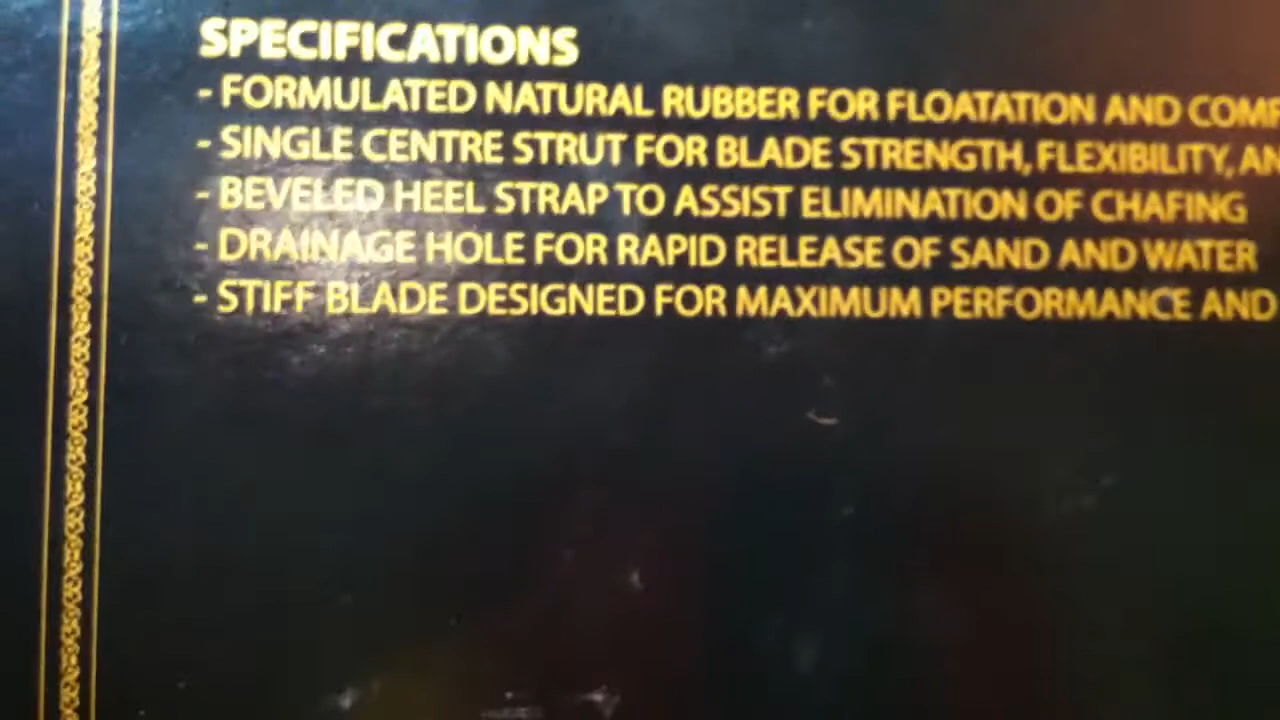 SPECIFICATIONS
- FORMULATED NATURAL RUBBER FOR FLOATATION AND
- SINGLE CENTRE STRUT FOR BLADE STRENGTH, FLEXIBILITY,
- BEVELED HEEL STRAP TO ASSIST ELIMINATION OF CHAFING
- DRAINAGE HOLE FOR RAPID RELEASE OF SAND AND WATER
- STIFF BLADE DESIGNED FOR MAXIMUM PERFORMANCE AND